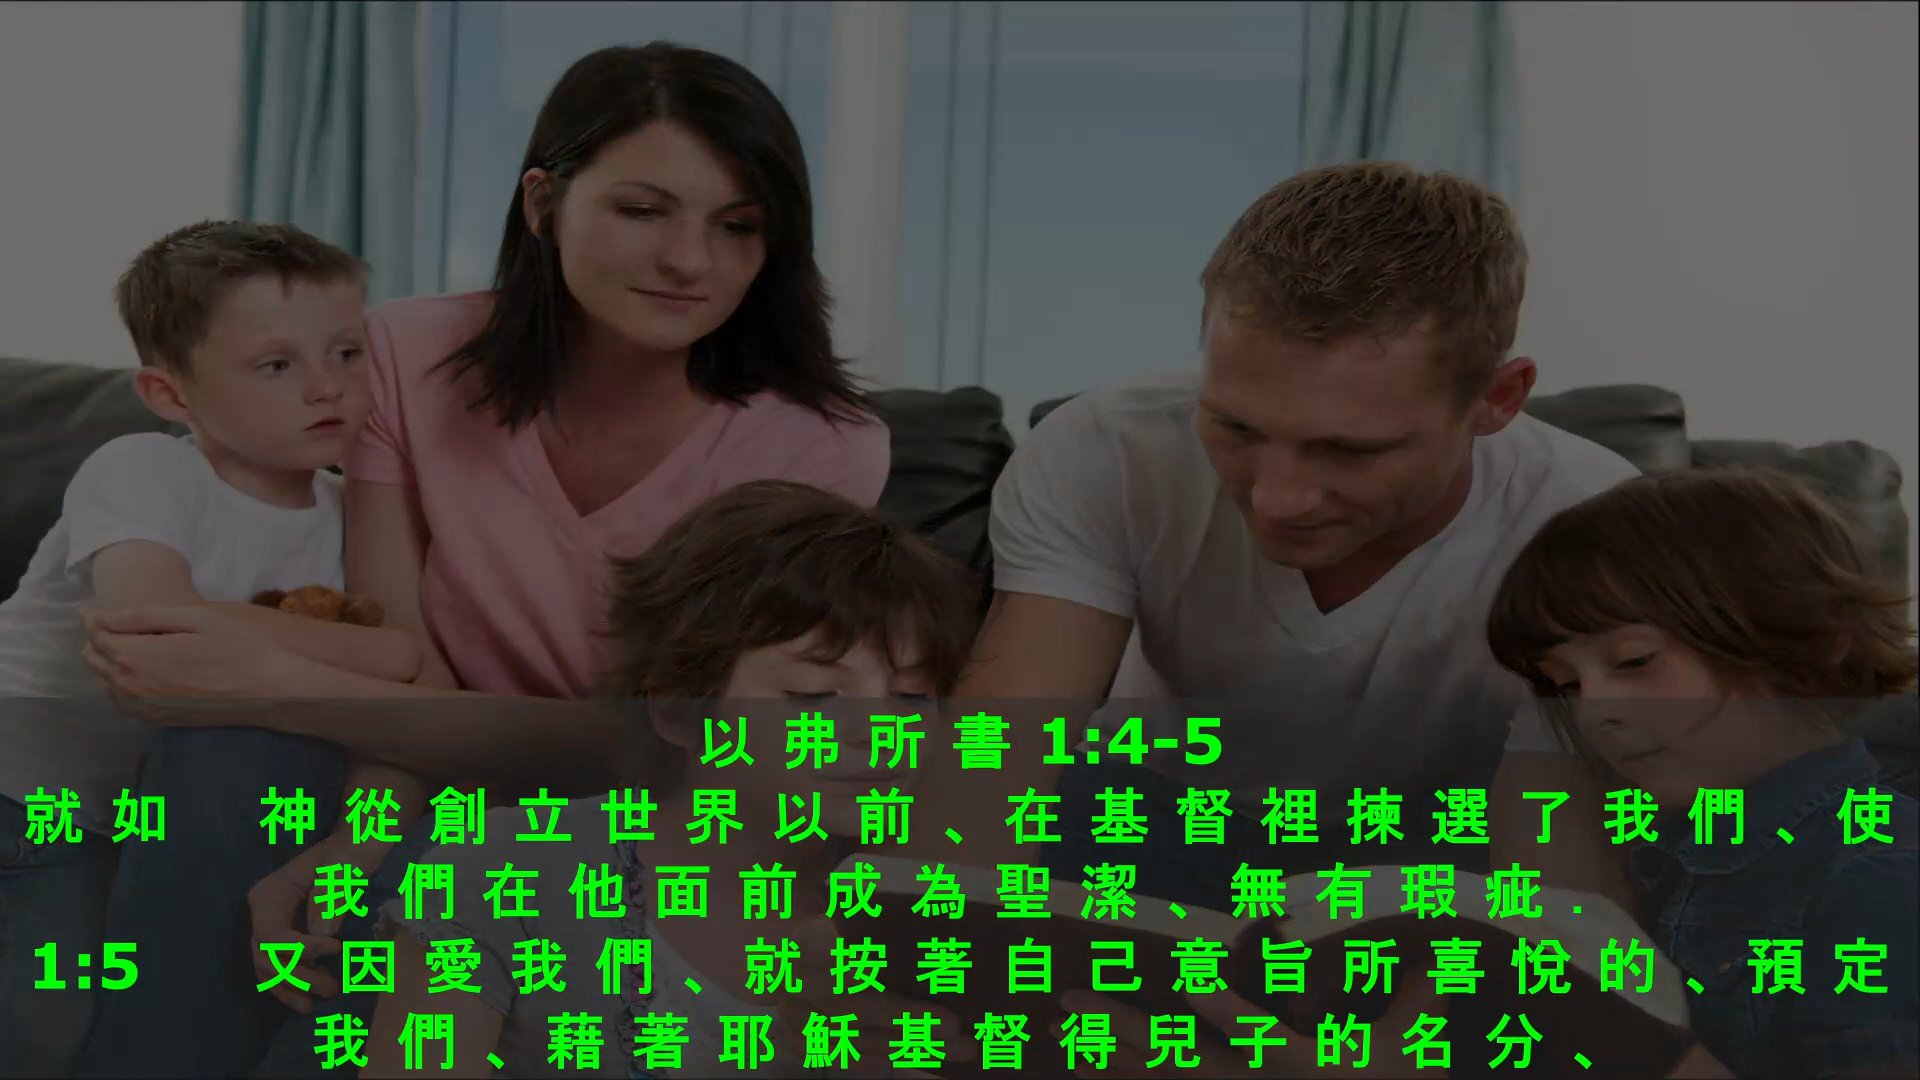 以弗所書 1:4-5
就如　神從創立世界以前、在基督裡揀選了我們、使
我們在他面前成為聖潔、無有瑕疵.
1:5　又因愛我們、就按著自己意旨所喜悅的、預定
我們、藉著耶穌基督得兒子的名分、